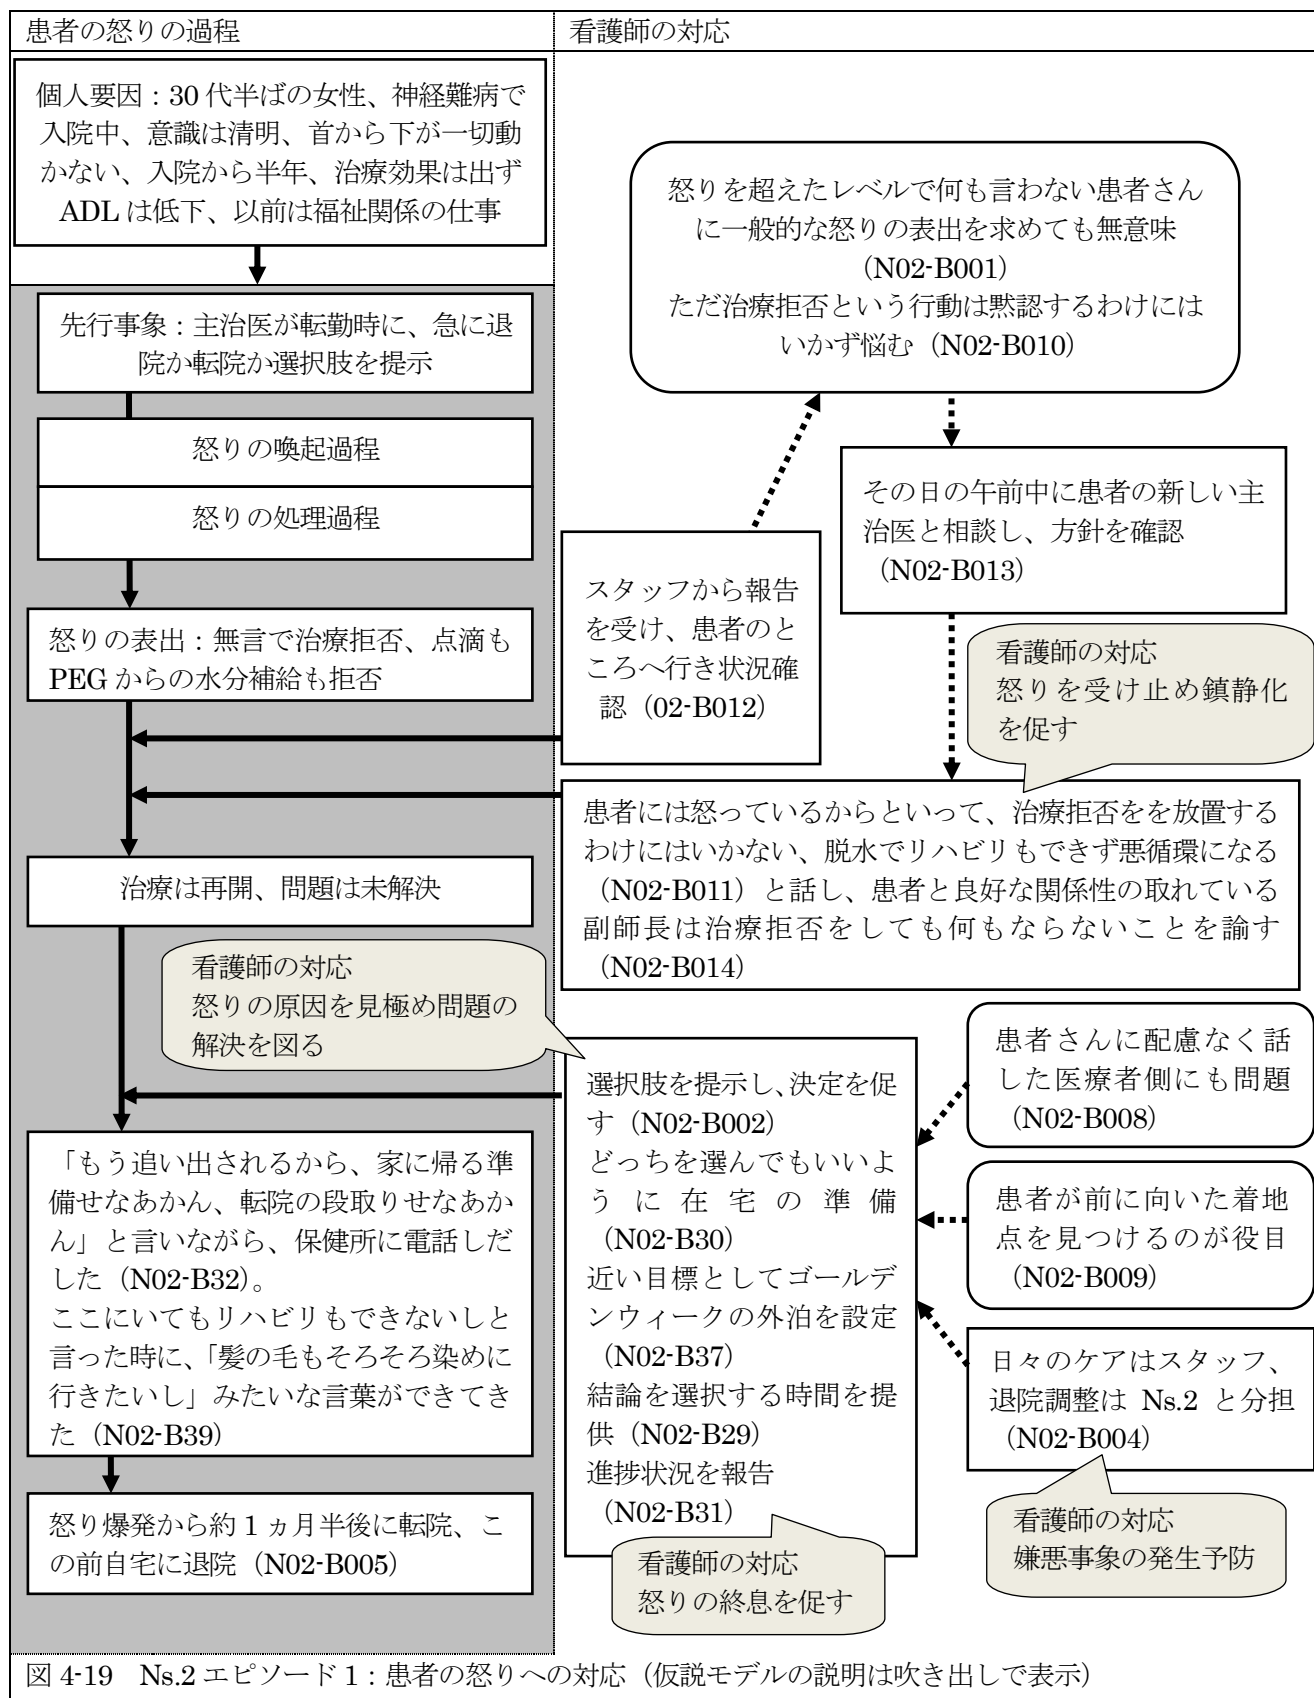 患者の怒りの過程
看護師の対応
個人要因：30 代半ばの女性、神経難病で
入院中、意識は清明、首から下が一切動
かない、入院から半年、治療効果は出ず
ADL は低下、以前は福祉関係の仕事
先行事象：主治医が転勤時に、急に退
院か転院か選択肢を提示
怒りの喚起過程
怒りの処理過程
怒りの表出：無言で治療拒否、点滴も
PEG からの水分補給も拒否
治療は再開、問題は未解決
看護師の対応
怒りの原因を見極め問題の
解決を図る
「もう追い出されるから、家に帰る準
備せなあかん、転院の段取りせなあか
ん」と言いながら、保健所に電話しだ
した（N02-B32）。
ここにいてもリハビリもできないしと
言った時に、「髪の毛もそろそろ染めに
行きたいし」みたいな言葉ができてき
た（N02-B39）
怒り爆発から約 1 ヵ月半後に転院、こ
の前自宅に退院（N02-B005）
怒りを超えたレベルで何も言わない患者さん
に一般的な怒りの表出を求めても無意味
（N02-B001）
ただ治療拒否という行動は黙認するわけには
いかず悩む（N02-B010）
スタッフから報告
を受け、患者のと
ころへ行き状況確
認（02-B012）
その日の午前中に患者の新しい主
治医と相談し、方針を確認
（N02-B013）
看護師の対応
怒りを受け止め鎮静化
を促す
患者には怒っているからといって、治療拒否をを放置する
わけにはいかない、脱水でリハビリもできず悪循環になる
（N02-B011）と話し、患者と良好な関係性の取れている
副師長は治療拒否をしても何もならないことを諭す
（N02-B014）
選択肢を提示し、決定を促
す（N02-B002）
どっちを選んでもいいよ
うに在宅の準備
（N02-B30）
近い目標としてゴールデ
ンウィークの外泊を設定
（N02-B37）
結論を選択する時間を提
供（N02-B29）
進捗状況を報告
（N02-B31）
看護師の対応
怒りの終息を促す
患者さんに配慮なく話
した医療者側にも問題
（N02-B008）
患者が前に向いた着地
点を見つけるのが役目
（N02-B009）
日々のケアはスタッフ、
退院調整は Ns.2 と分担
（N02-B004）
看護師の対応
嫌悪事象の発生予防
図 4-19　Ns.2 エピソード 1：患者の怒りへの対応（仮説モデルの説明は吹き出しで表示）